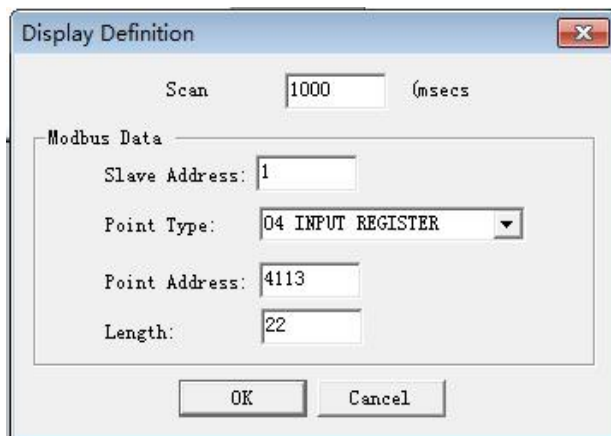 Display Definition
Scan 1000 (msecs
Modbus Data
Slave Address: 1
Point Type: 04 INPUT REGISTER
Point Address: 4113
Length: 22
OK Cancel